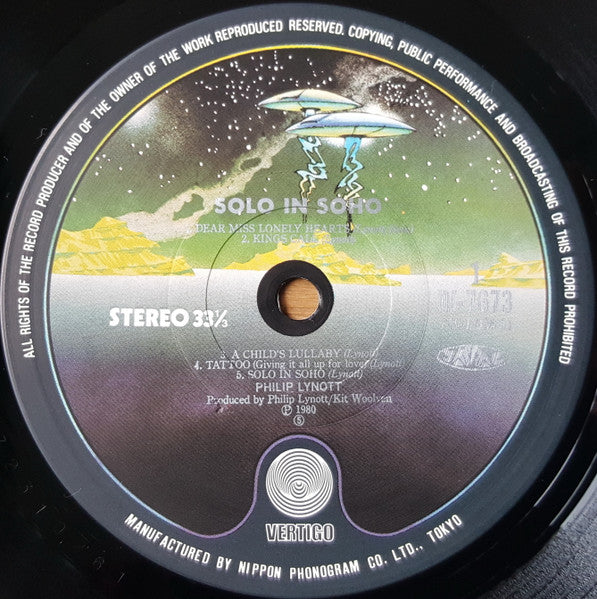 ALL RIGHTS OF THE RECORD PRODUCER AND OF THE OWNER OF THE WORK REPRODUCED RESERVED. COPYING, PUBLIC PERFORMANCE AND BROADCASTING OF THIS RECORD PROHIBITED
SOLO IN SOHO
DEAR MISS LONELY HEARTS
2. KING'S
STEREO 33⅓
1
A CHILD'S LULLABY (Lynott)
4. TATTOO (Giving it all up for love) (Lynott)
5. SOLO IN SOHO (Lynott)
PHILIP LYNOTT
Produced by Philip Lynott/Kit Woolven
Ⓟ 1980
Ⓢ
VERTIGO
MANUFACTURED BY NIPPON PHONOGRAM CO. LTD., TOKYO